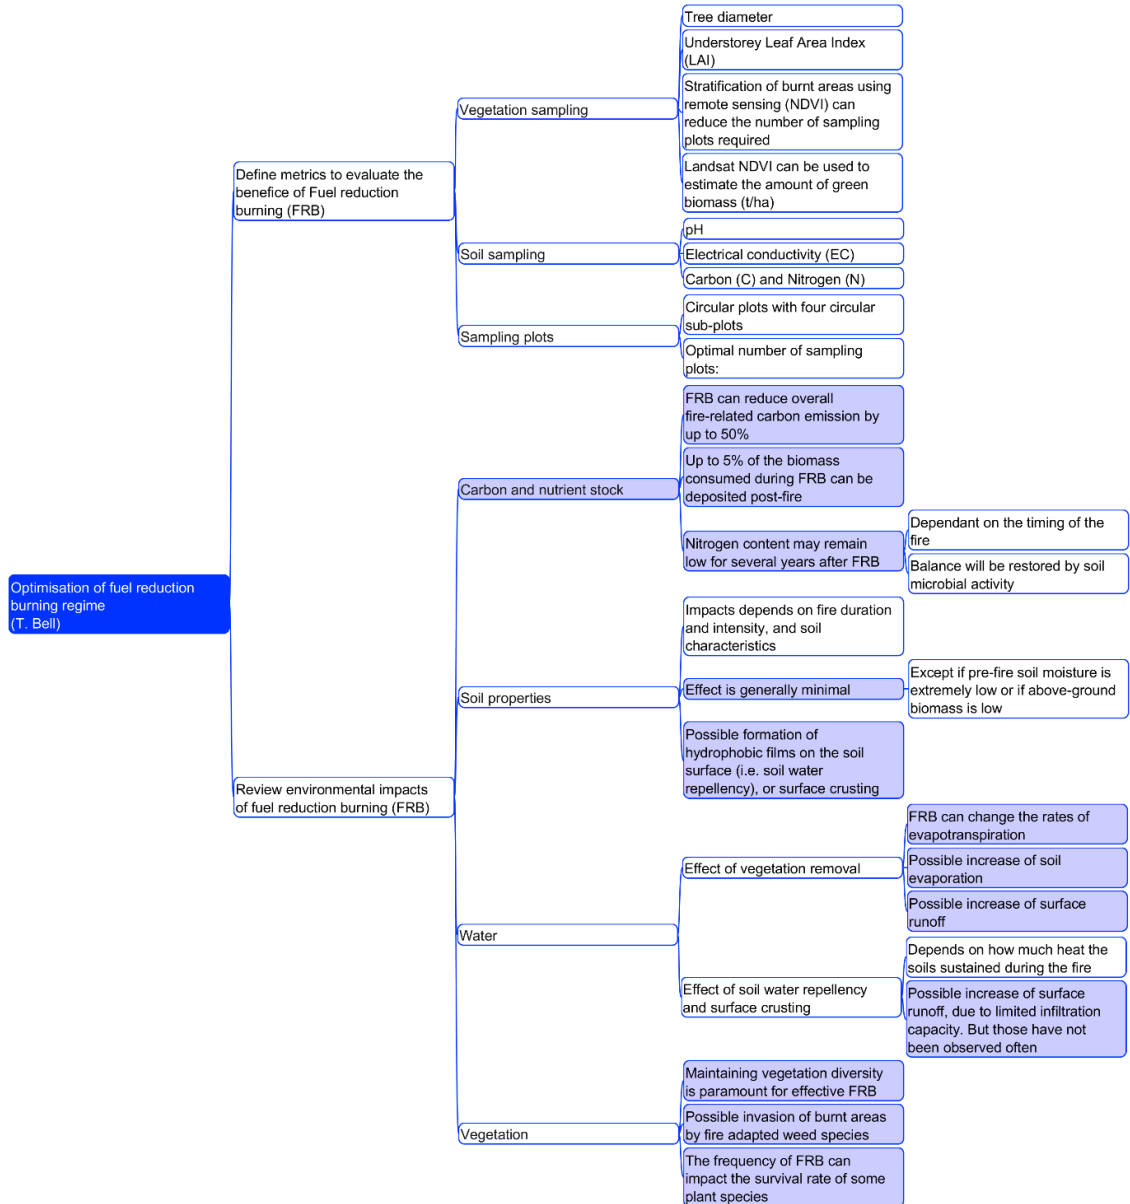 Optimisation of fuel reduction
burning regime
(T. Bell)
Define metrics to evaluate the
benefice of Fuel reduction
burning (FRB)
Vegetation sampling
Tree diameter
Understorey Leaf Area Index
(LAI)
Stratification of burnt areas using
remote sensing (NDVI) can
reduce the number of sampling
plots required
Landsat NDVI can be used to
estimate the amount of green
biomass (t/ha)
Soil sampling
pH
Electrical conductivity (EC)
Carbon (C) and Nitrogen (N)
Sampling plots
Circular plots with four circular
sub-plots
Optimal number of sampling
plots:
Review environmental impacts
of fuel reduction burning (FRB)
Carbon and nutrient stock
FRB can reduce overall
fire-related carbon emission by
up to 50%
Up to 5% of the biomass
consumed during FRB can be
deposited post-fire
Nitrogen content may remain
low for several years after FRB
Dependant on the timing of the
fire
Balance will be restored by soil
microbial activity
Soil properties
Impacts depends on fire duration
and intensity, and soil
characteristics
Effect is generally minimal
Except if pre-fire soil moisture is
extremely low or if above-ground
biomass is low
Possible formation of
hydrophobic films on the soil
surface (i.e. soil water
repellency), or surface crusting
Water
Effect of vegetation removal
FRB can change the rates of
evapotranspiration
Possible increase of soil
evaporation
Possible increase of surface
runoff
Effect of soil water repellency
and surface crusting
Depends on how much heat the
soils sustained during the fire
Possible increase of surface
runoff, due to limited infiltration
capacity. But those have not
been observed often
Vegetation
Maintaining vegetation diversity
is paramount for effective FRB
Possible invasion of burnt areas
by fire adapted weed species
The frequency of FRB can
impact the survival rate of some
plant species